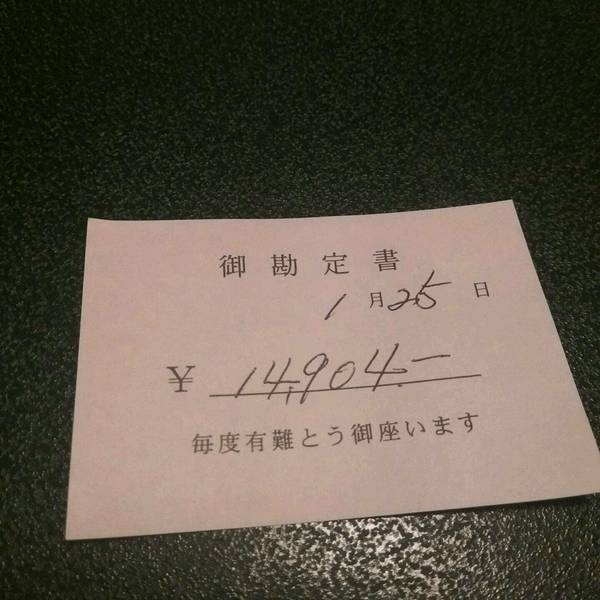 御勘定書
1月25日
¥ 14,904.-
毎度有難とう御座います